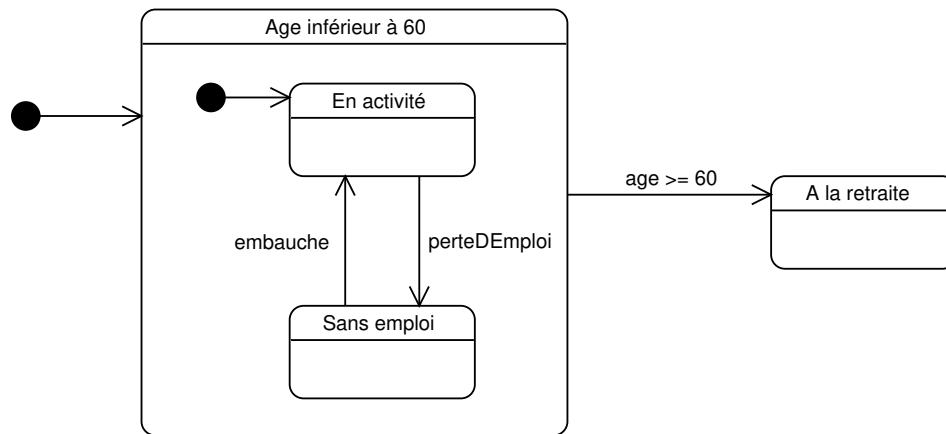 Age inférieur à 60
En activité
age >= 60
A la retraite
embauche
perteDEmploi
Sans emploi